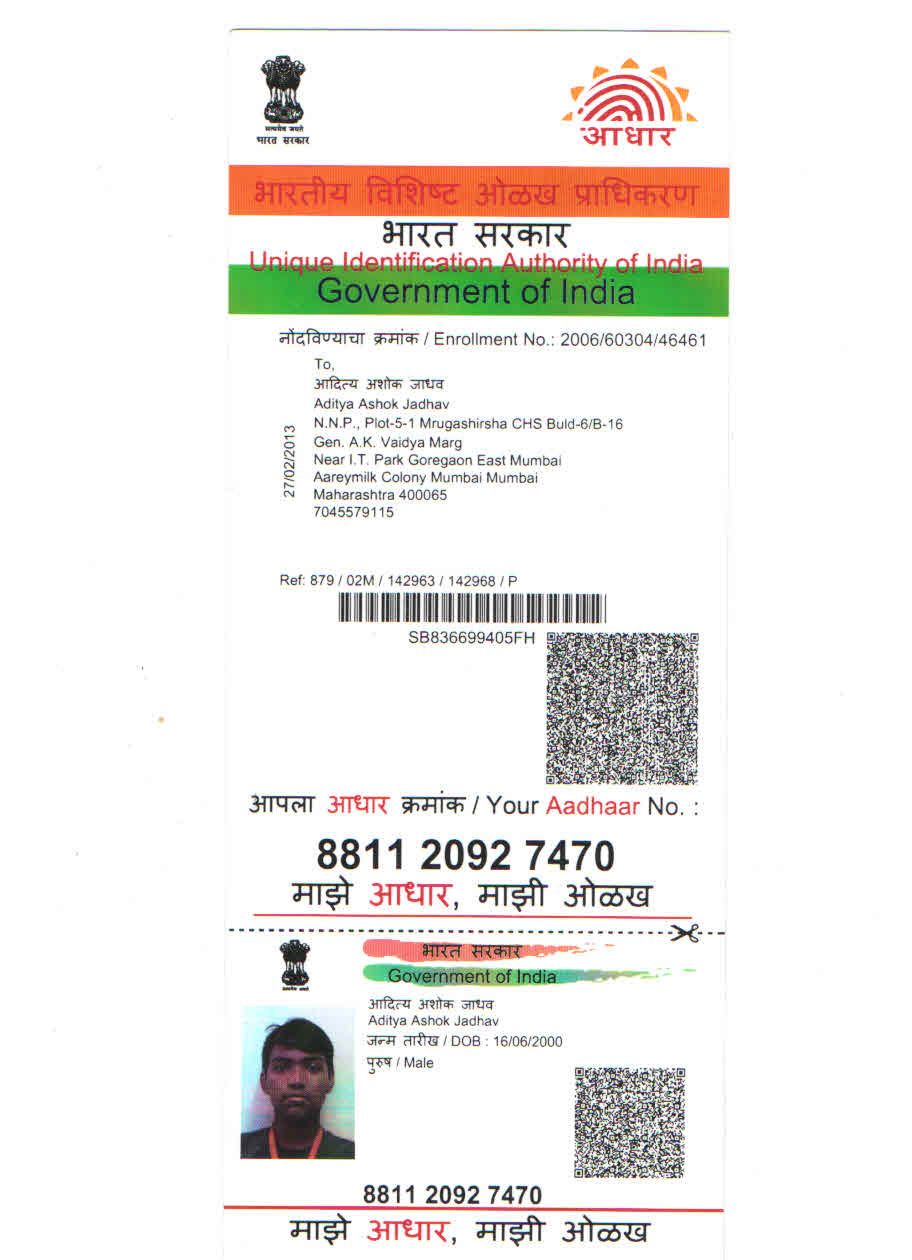 सत्यमेव जयते
भारत सरकार
आधार
भारतीय विशिष्ट ओळख प्राधिकरण
भारत सरकार
Unique Identification Authority of India
Government of India
नोंदविण्याचा क्रमांक / Enrollment No.: 2006/60304/46461
To,
आदित्य अशोक जाधव
Aditya Ashok Jadhav
N.N.P., Plot-5-1 Mrugashirsha CHS Buld-6/B-16
Gen. A.K. Vaidya Marg
Near I.T. Park Goregaon East Mumbai
Aareymilk Colony Mumbai Mumbai
Maharashtra 400065
7045579115
27/02/2013
Ref: 879 / 02M / 142963 / 142968 / P
SB836699405FH
आपला आधार क्रमांक / Your Aadhaar No. :
8811 2092 7470
माझे आधार, माझी ओळख
भारत सरकार
Government of India
सत्यमेव जयते
आदित्य अशोक जाधव
Aditya Ashok Jadhav
जन्म तारीख / DOB : 16/06/2000
पुरुष / Male
8811 2092 7470
माझे आधार, माझी ओळख